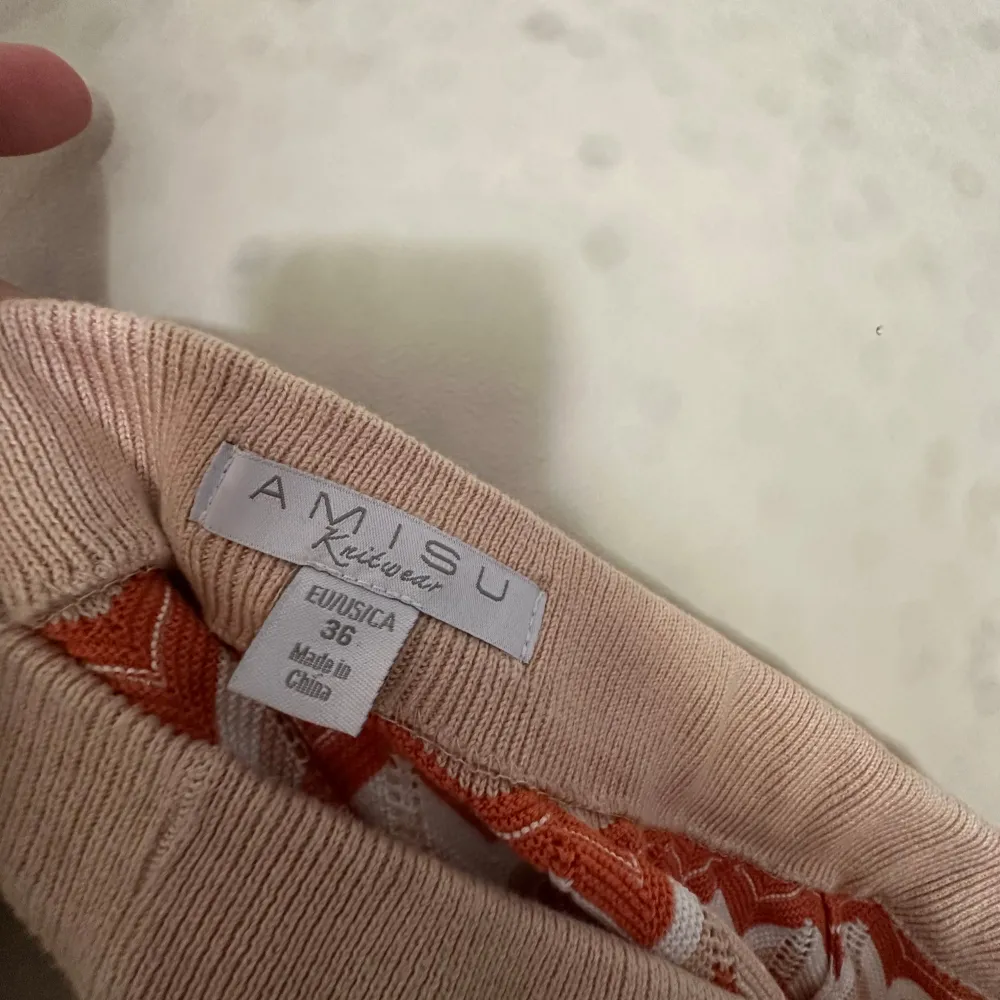 AMISU
Knitwear
EU/US/CA
36
Made in
China